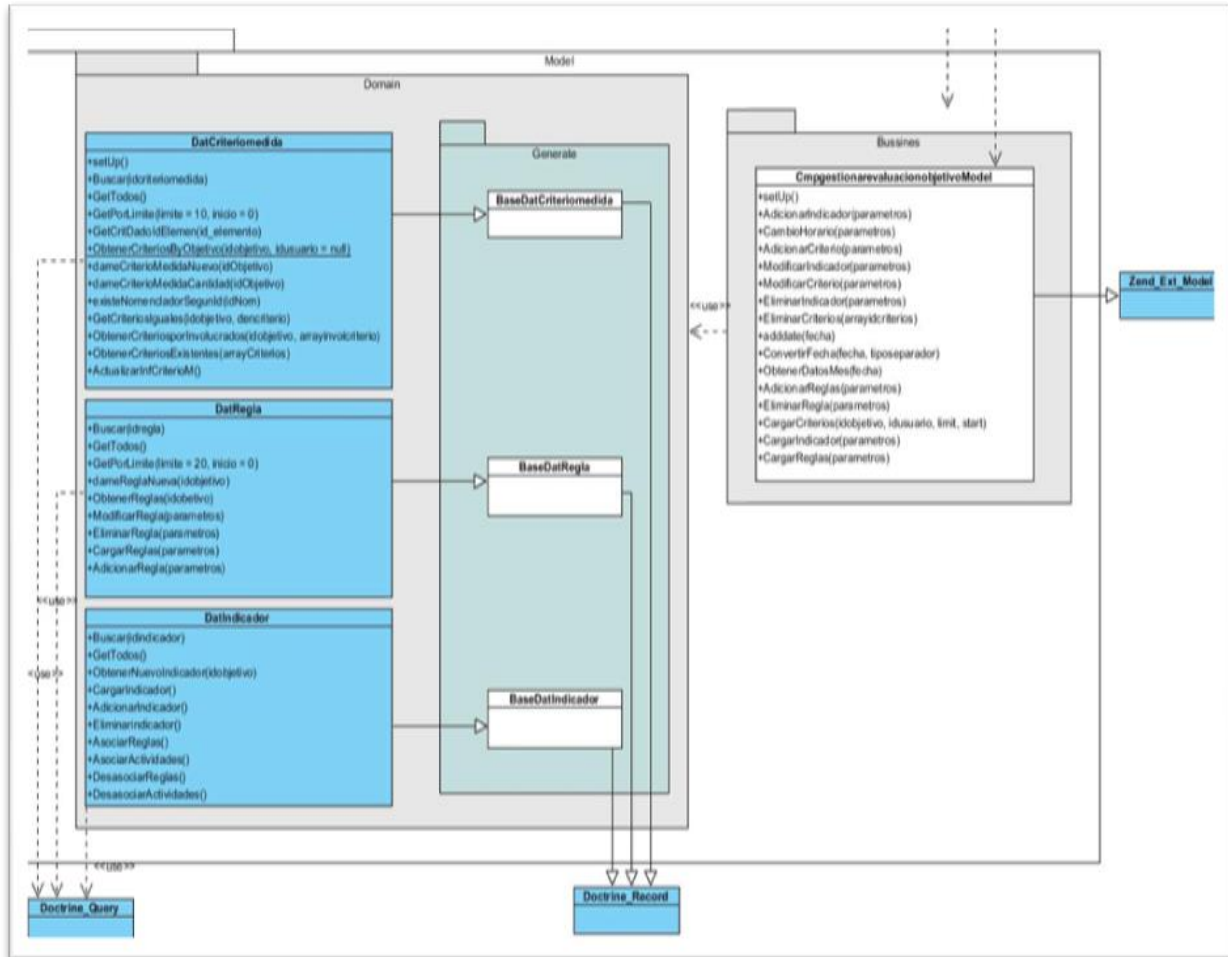 Model
Domain
DatCriteriomedida
+setUp()
+Buscar(idcriteriomedida)
+GetTodos()
+GetPorLimite(limite = 10, inicio = 0)
+GetCritDadoIdElemen(id_elemento)
+ObtenerCriteriosByObjetivo(idobjetivo, idusuario = null)
+dameCriterioMedidaNuevo(idObjetivo)
+dameCriterioMedidaCantidad(idObjetivo)
+existeNomencladorSegunId(idNom)
+GetCriteriosIguales(idobjetivo, dencriterio)
+ObtenerCriteriosporInvolucrados(idobjetivo, arrayinvolcriterio)
+ObtenerCriteriosExistentes(arrayCriterios)
+ActualizarInfCriterioM()
DatRegla
+Buscar(idregla)
+GetTodos()
+GetPorLimite(limite = 20, inicio = 0)
+dameReglaNueva(idobjetivo)
+ObtenerReglas(idobetivo)
+ModificarRegla(parametros)
+EliminarRegla(parametros)
+CargarReglas(parametros)
+AdicionarRegla(parametros)
DatIndicador
+Buscar(idindicador)
+GetTodos()
+ObtenerNuevoIndicador(idobjetivo)
+CargarIndicador()
+AdicionarIndicador()
+EliminarIndicador()
+AsociarReglas()
+AsociarActividades()
+DesasociarReglas()
+DesasociarActividades()
Generate
BaseDatCriteriomedida
BaseDatRegla
BaseDatIndicador
<<use>>
Bussines
CmpgestionarevaluacionobjetivoModel
+setUp()
+AdicionarIndicador(parametros)
+CambioHorario(parametros)
+AdicionarCriterio(parametros)
+ModificarIndicador(parametros)
+ModificarCriterio(parametros)
+EliminarIndicador(parametros)
+EliminarCriterios(arrayidcriterios)
+adddate(fecha)
+ConvertirFecha(fecha, tiposeparador)
+ObtenerDatosMes(fecha)
+AdicionarReglas(parametros)
+EliminarRegla(parametros)
+CargarCriterios(idobjetivo, idusuario, limit, start)
+CargarIndicador(parametros)
+CargarReglas(parametros)
Zend_Ext_Model
<<use>>
<<use>>
<<use>>
Doctrine_Query
Doctrine_Record